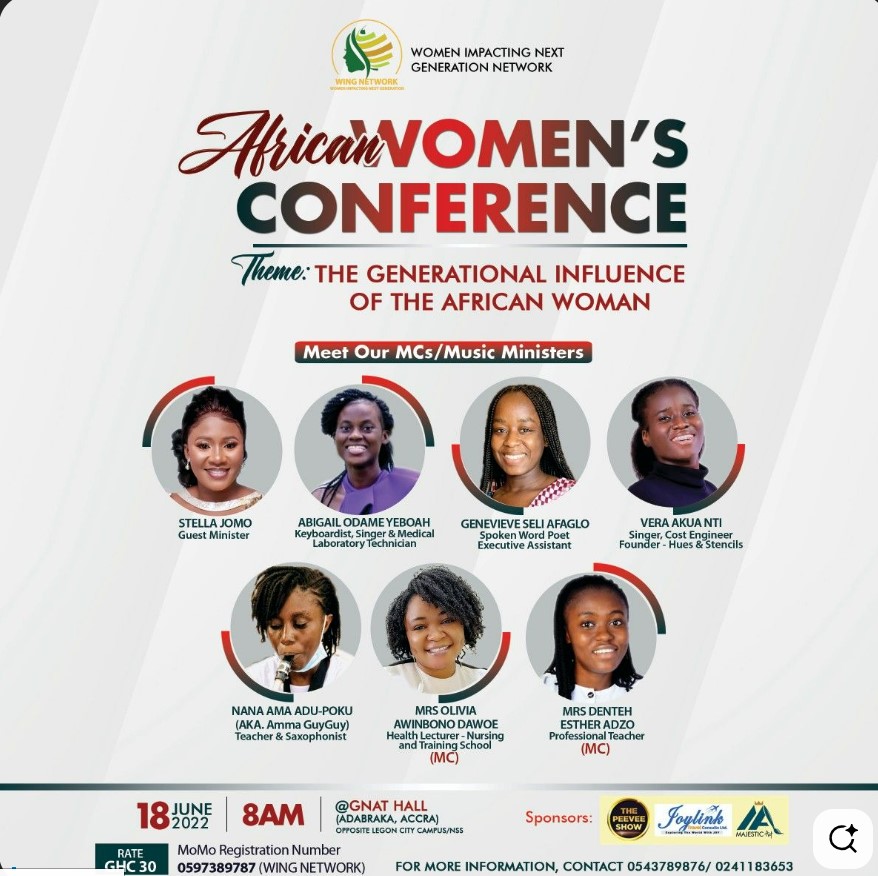 WING NETWORK
WOMEN IMPACTING NEXT GENERATION
WOMEN IMPACTING NEXT
GENERATION NETWORK
African WOMEN'S
CONFERENCE
Theme: THE GENERATIONAL INFLUENCE
OF THE AFRICAN WOMAN
Meet Our MCs/Music Ministers
STELLA JOMO
Guest Minister
ABIGAIL ODAME YEBOAH
Keyboardist, Singer & Medical
Laboratory Technician
GENEVIEVE SELI AFAGLO
Spoken Word Poet
Executive Assistant
VERA AKUA NTI
Singer, Cost Engineer
Founder - Hues & Stencils
NANA AMA ADU-POKU
(AKA. Amma GuyGuy)
Teacher & Saxophonist
MRS OLIVIA
AWINBONO DAWOE
Health Lecturer - Nursing
and Training School
(MC)
MRS DENTEH
ESTHER ADZO
Professional Teacher
(MC)
18 JUNE
2022
8AM
@GNAT HALL
(ADABRAKA, ACCRA)
OPPOSITE LEGON CITY CAMPUS/NSS
Sponsors:
THE
PEEVEE
SHOW
Joylink
MAJESTIC
RATE
GHC 30
MoMo Registration Number
0597389787 (WING NETWORK)
FOR MORE INFORMATION, CONTACT 0543789876/ 0241183653